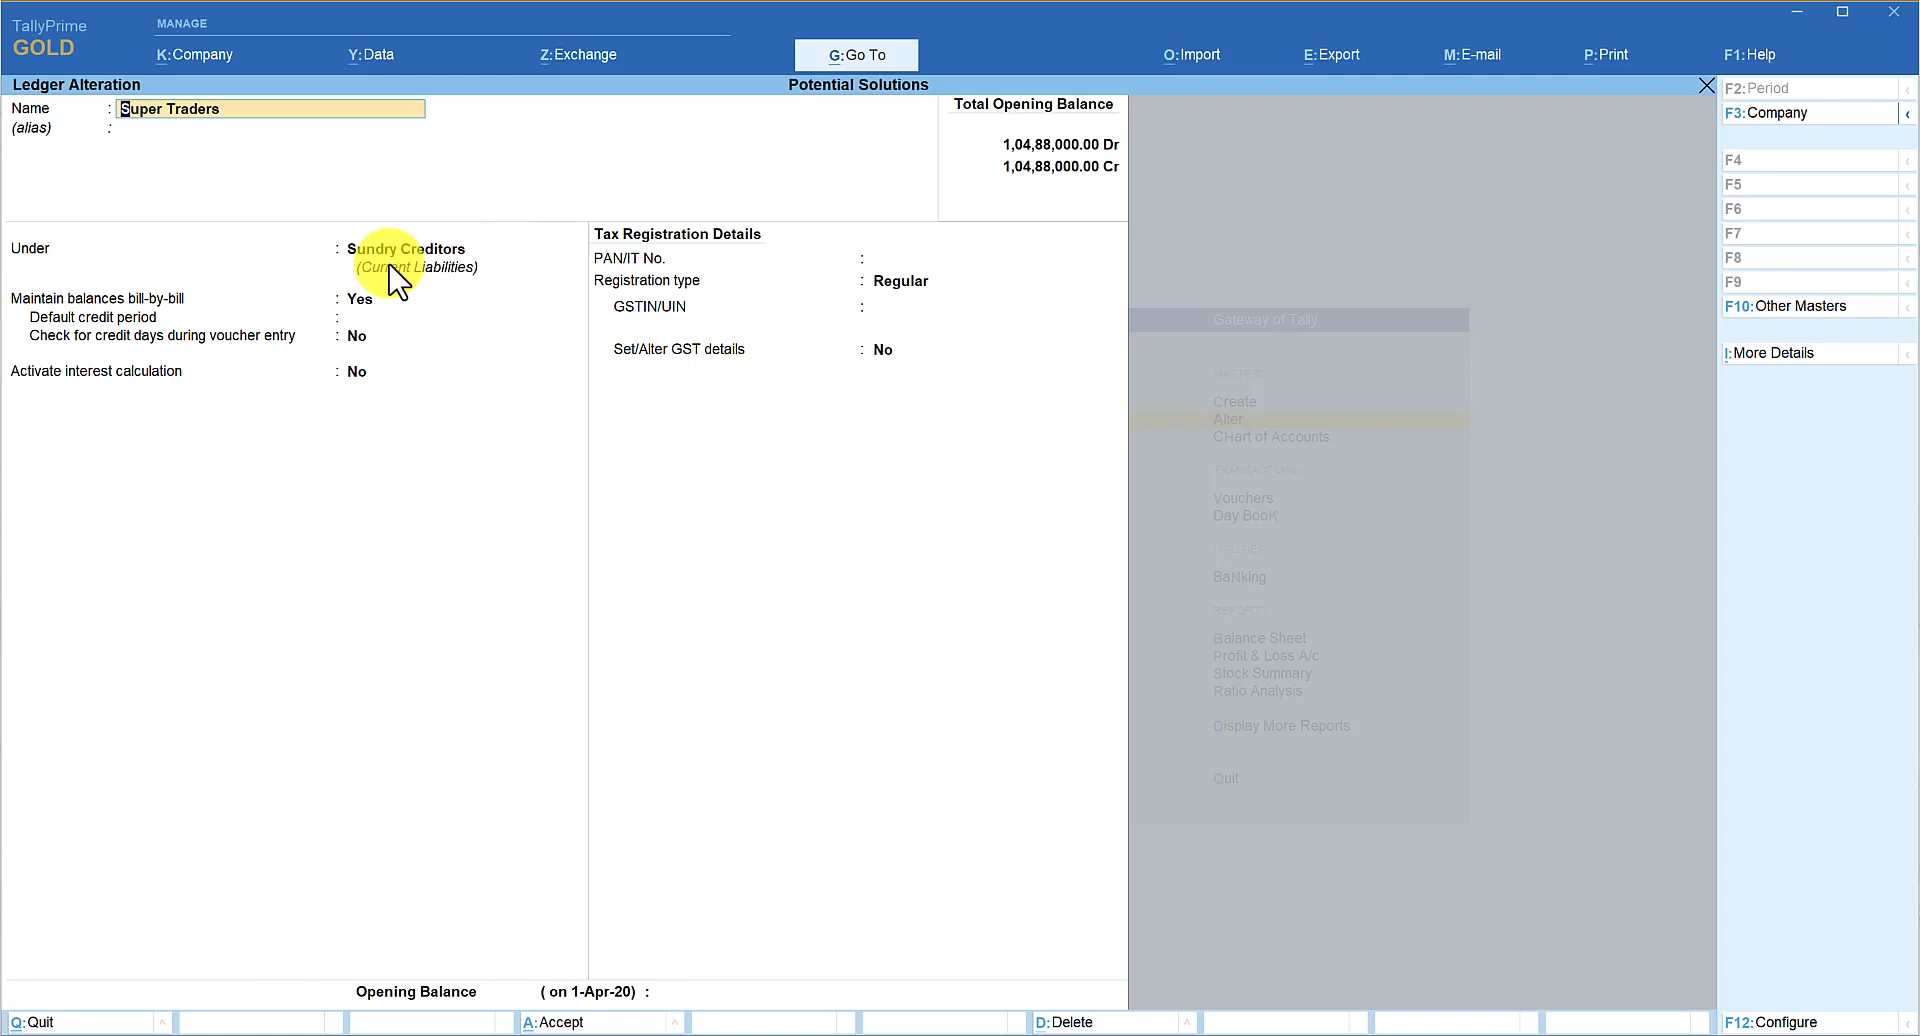 TallyPrime
GOLD
MANAGE
K:Company
Y:Data
Z:Exchange
G:Go To
O:Import
E:Export
M:E-mail
P:Print
F1:Help
Ledger Alteration
Potential Solutions
Name : Super Traders
(alias) :
Total Opening Balance
1,04,88,000.00 Dr
1,04,88,000.00 Cr
Under : Sundry Creditors
(Current Liabilities)
Maintain balances bill-by-bill : Yes
Default credit period :
Check for credit days during voucher entry : No
Activate interest calculation : No
Tax Registration Details
PAN/IT No. :
Registration type : Regular
GSTIN/UIN :
Set/Alter GST details : No
Opening Balance ( on 1-Apr-20) :
Gateway of Tally
MASTERS
Create
Alter
CHart of Accounts
TRANSACTIONS
Vouchers
Day BooK
UTILITIES
BaNking
REPORTS
Balance Sheet
Profit & Loss A/c
Stock Summary
Ratio Analysis
Display More Reports
Quit
F2:Period
F3:Company
F4
F5
F6
F7
F8
F9
F10:Other Masters
I:More Details
Q:Quit
A:Accept
D:Delete
F12:Configure